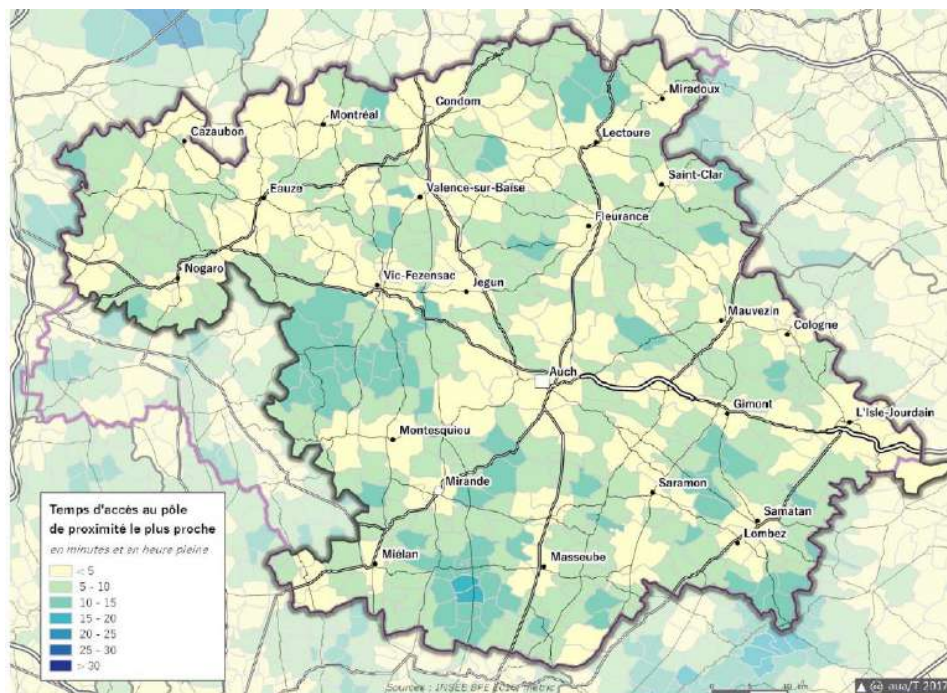 Miradoux
Condom
Montréal
Cazaubon
Lectoure
Saint-Clar
Eauze
Valence-sur-Baïse
Fleurance
Nogaro
Vic-Fezensac
Jegun
Mauvezin
Cologne
Auch
Gimont
L'Isle-Jourdain
Montesquiou
Mirande
Saramon
Samatan
Lombez
Miélan
Masseube
Temps d'accès au pôle
de proximité le plus proche
en minutes et en heure pleine
< 5
5 - 10
10 - 15
15 - 20
20 - 25
25 - 30
> 30
Sources : INSEE BPE 2016,
aua/T